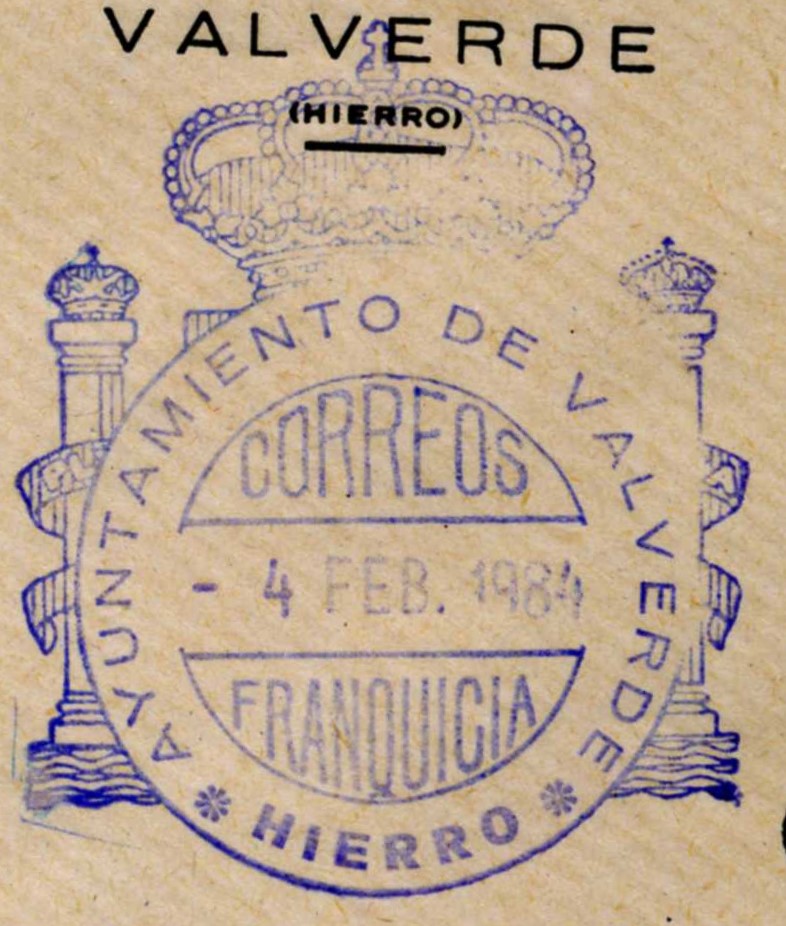 VALVERDE
(HIERRO)
AYUNTAMIENTO DE VALVERDE
CORREOS
- 4 FEB. 1984
FRANQUICIA
* HIERRO *